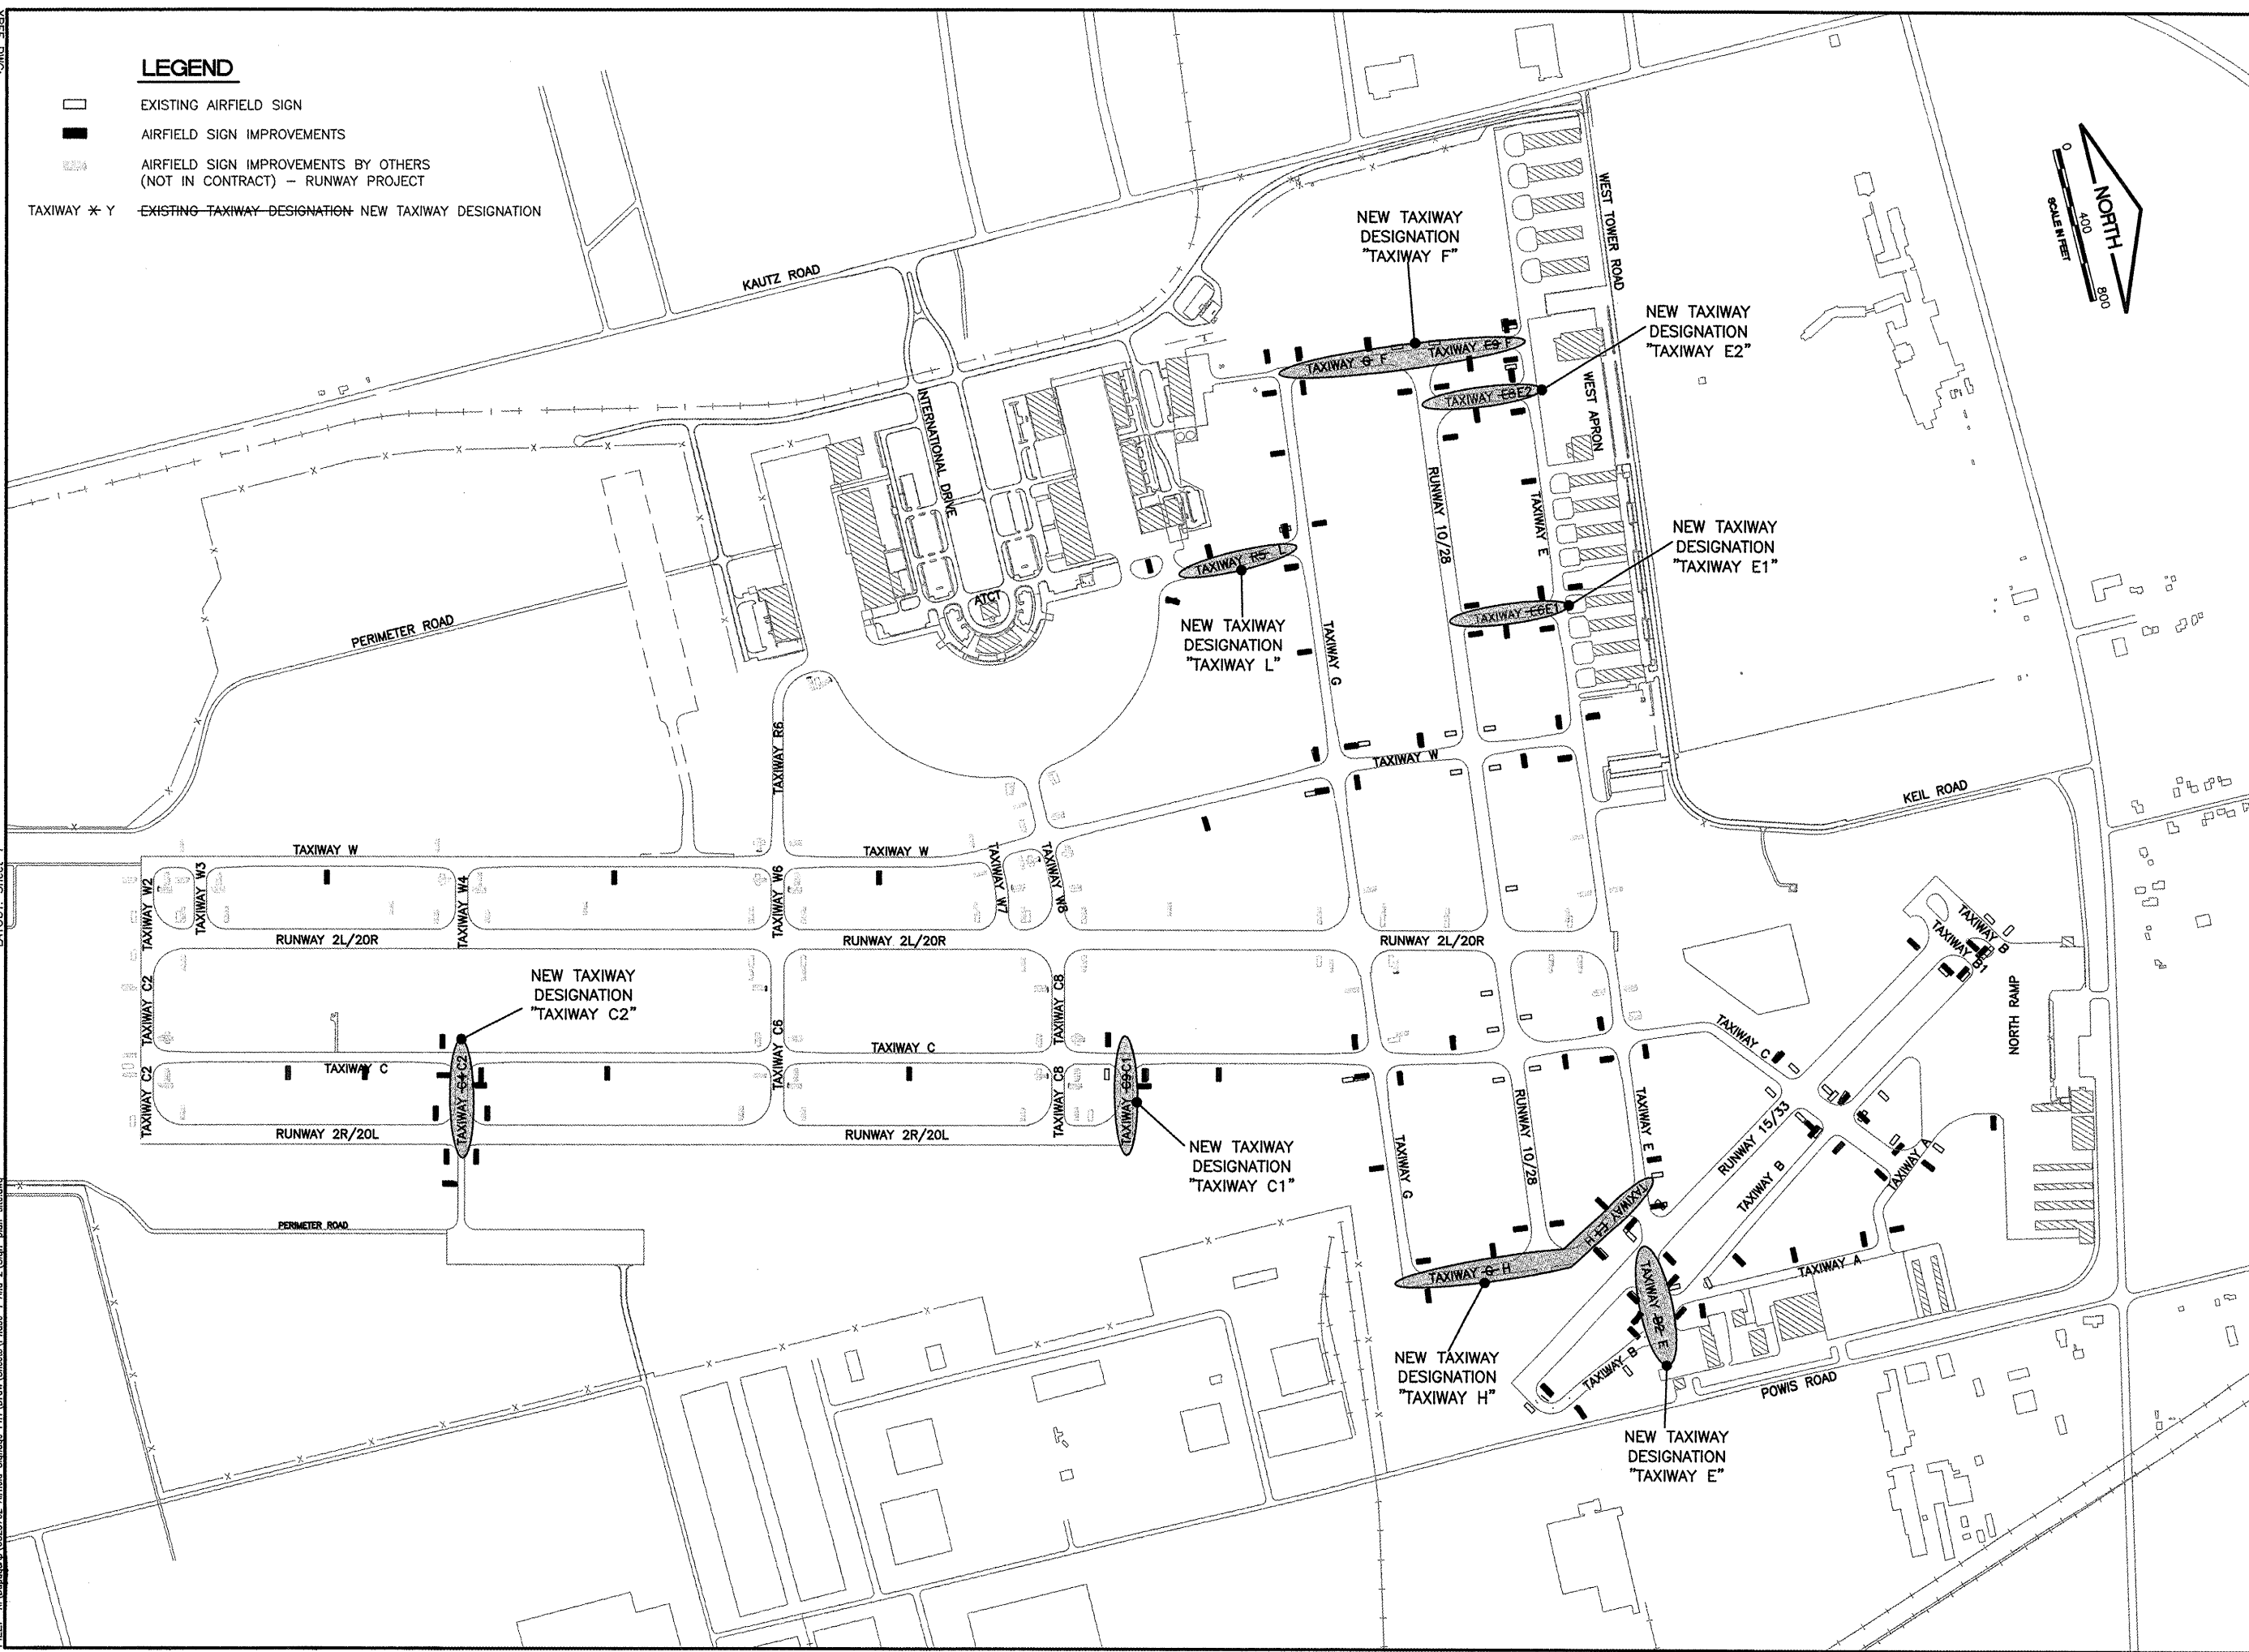 LEGEND
EXISTING AIRFIELD SIGN
AIRFIELD SIGN IMPROVEMENTS
AIRFIELD SIGN IMPROVEMENTS BY OTHERS
(NOT IN CONTRACT) – RUNWAY PROJECT
TAXIWAY X Y EXISTING TAXIWAY DESIGNATION NEW TAXIWAY DESIGNATION
NORTH
0 400 800
SCALE IN FEET
KAUTZ ROAD
WEST TOWER ROAD
NEW TAXIWAY
DESIGNATION
"TAXIWAY F"
NEW TAXIWAY
DESIGNATION
"TAXIWAY E2"
TAXIWAY G F
TAXIWAY E9 F
TAXIWAY E8 E2
WEST APRON
INTERNATIONAL DRIVE
RUNWAY 10/28
TAXIWAY E
NEW TAXIWAY
DESIGNATION
"TAXIWAY E1"
TAXIWAY R5 L
TAXIWAY E6 E1
ATCT
PERIMETER ROAD
NEW TAXIWAY
DESIGNATION
"TAXIWAY L"
TAXIWAY G
TAXIWAY R6
TAXIWAY W
KEIL ROAD
TAXIWAY W
TAXIWAY W
TAXIWAY W2
TAXIWAY W3
TAXIWAY W4
TAXIWAY W6
TAXIWAY W7
TAXIWAY W8
RUNWAY 2L/20R
RUNWAY 2L/20R
RUNWAY 2L/20R
TAXIWAY B
TAXIWAY B1
NORTH RAMP
NEW TAXIWAY
DESIGNATION
"TAXIWAY C2"
TAXIWAY C2
TAXIWAY C6
TAXIWAY C8
TAXIWAY C
TAXIWAY C
TAXIWAY C
TAXIWAY C2
TAXIWAY C4 C2
TAXIWAY C8
TAXIWAY C9 C1
RUNWAY 2R/20L
RUNWAY 2R/20L
NEW TAXIWAY
DESIGNATION
"TAXIWAY C1"
TAXIWAY G
RUNWAY 10/28
TAXIWAY E
RUNWAY 15/33
TAXIWAY B
TAXIWAY A
PERIMETER ROAD
TAXIWAY E4 H
TAXIWAY G H
TAXIWAY B2 E
TAXIWAY A
TAXIWAY B
POWIS ROAD
NEW TAXIWAY
DESIGNATION
"TAXIWAY H"
NEW TAXIWAY
DESIGNATION
"TAXIWAY E"